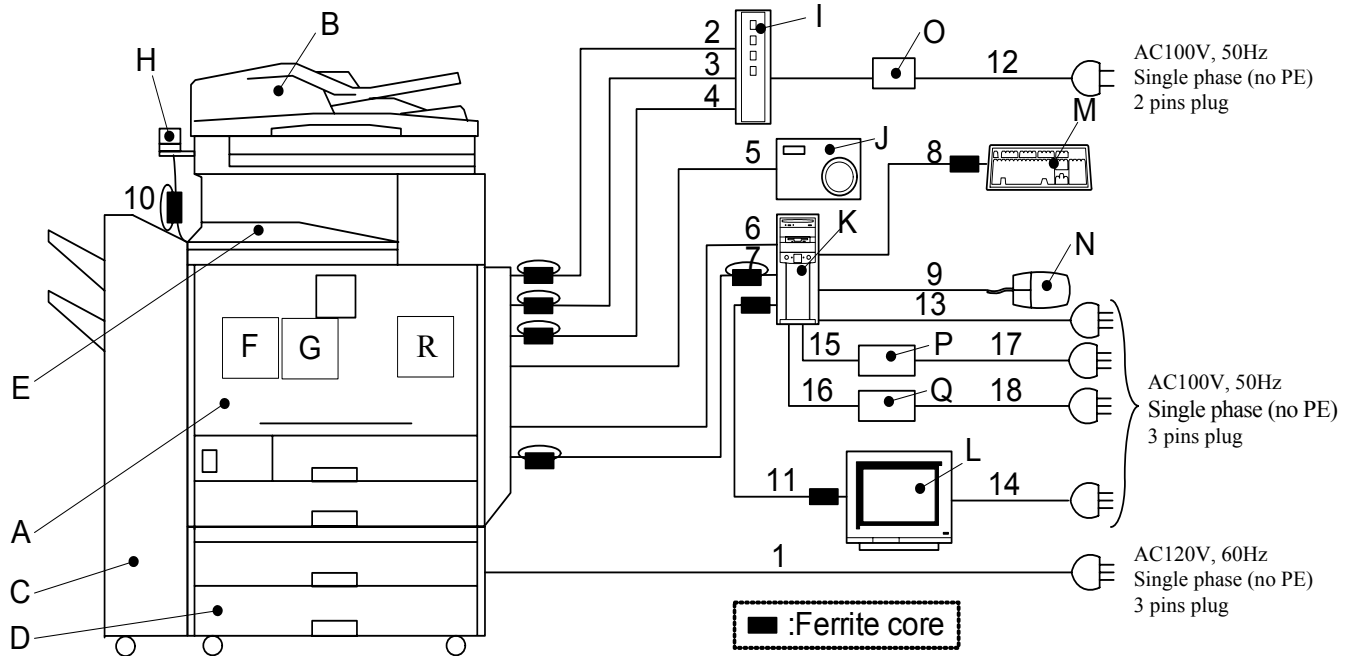 B
H
I
2
3
4
O
12
AC100V, 50Hz
Single phase (no PE)
2 pins plug
M
5
J
8
10
6
7
K
N
9
13
F
G
R
15
P
17
16
Q
18
AC100V, 50Hz
Single phase (no PE)
3 pins plug
E
L
11
14
A
C
D
1
AC120V, 60Hz
Single phase (no PE)
3 pins plug
:Ferrite core